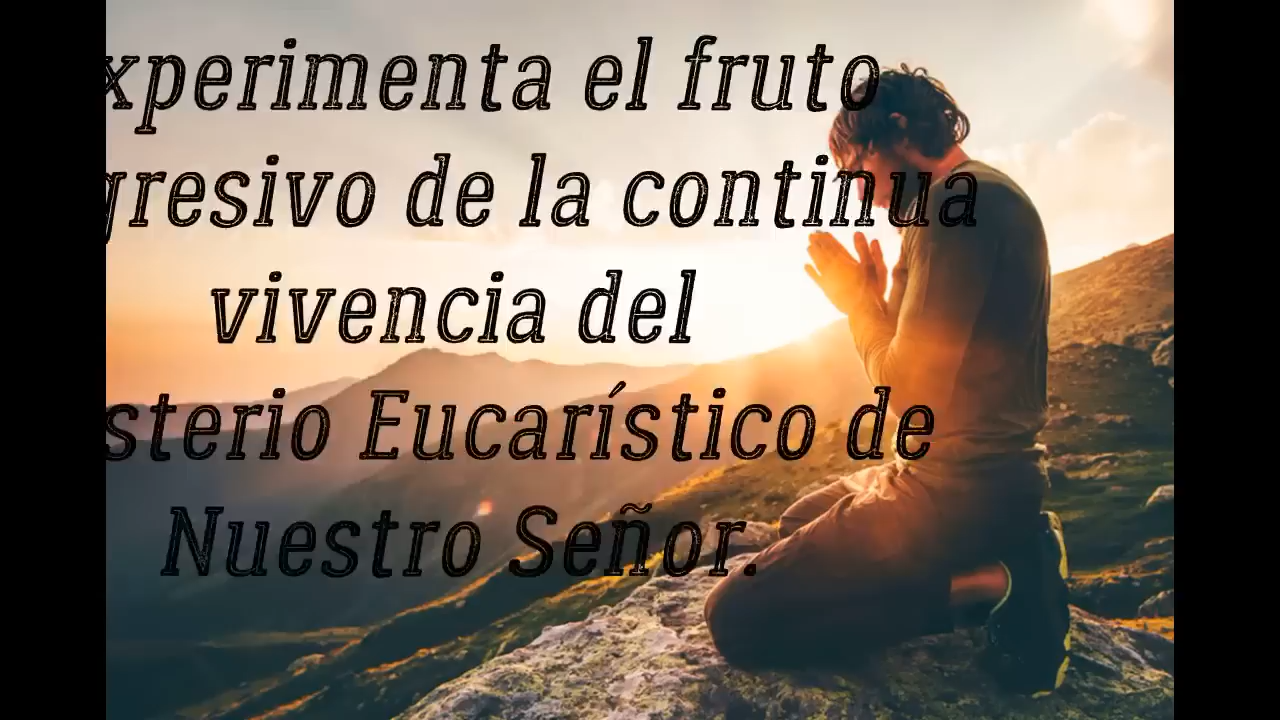 xperimenta el fruto
gresivo de la continua
vivencia del
sterio Eucarístico de
Nuestro Señor.